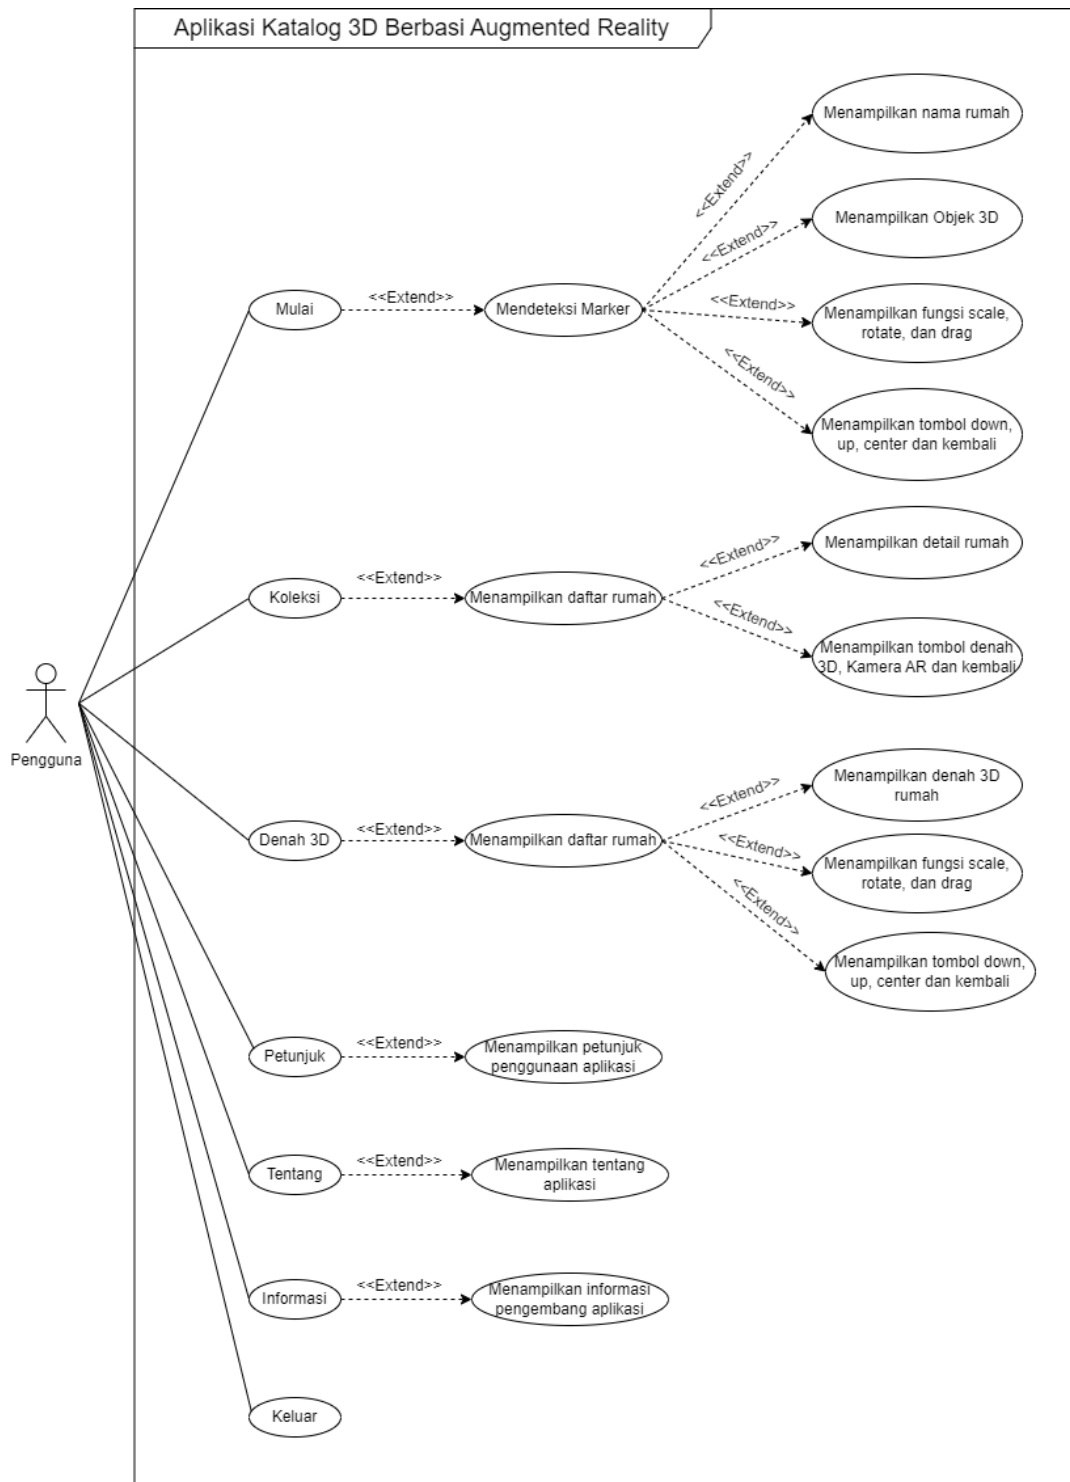 Aplikasi Katalog 3D Berbasi Augmented Reality
Pengguna
Mulai
<<Extend>>
Mendeteksi Marker
<<Extend>>
Menampilkan nama rumah
<<Extend>>
Menampilkan Objek 3D
<<Extend>>
Menampilkan fungsi scale,
rotate, dan drag
<<Extend>>
Menampilkan tombol down,
up, center dan kembali
Koleksi
<<Extend>>
Menampilkan daftar rumah
<<Extend>>
Menampilkan detail rumah
<<Extend>>
Menampilkan tombol denah
3D, Kamera AR dan kembali
Denah 3D
<<Extend>>
Menampilkan daftar rumah
<<Extend>>
Menampilkan denah 3D
rumah
<<Extend>>
Menampilkan fungsi scale,
rotate, dan drag
<<Extend>>
Menampilkan tombol down,
up, center dan kembali
Petunjuk
<<Extend>>
Menampilkan petunjuk
penggunaan aplikasi
Tentang
<<Extend>>
Menampilkan tentang
aplikasi
Informasi
<<Extend>>
Menampilkan informasi
pengembang aplikasi
Keluar